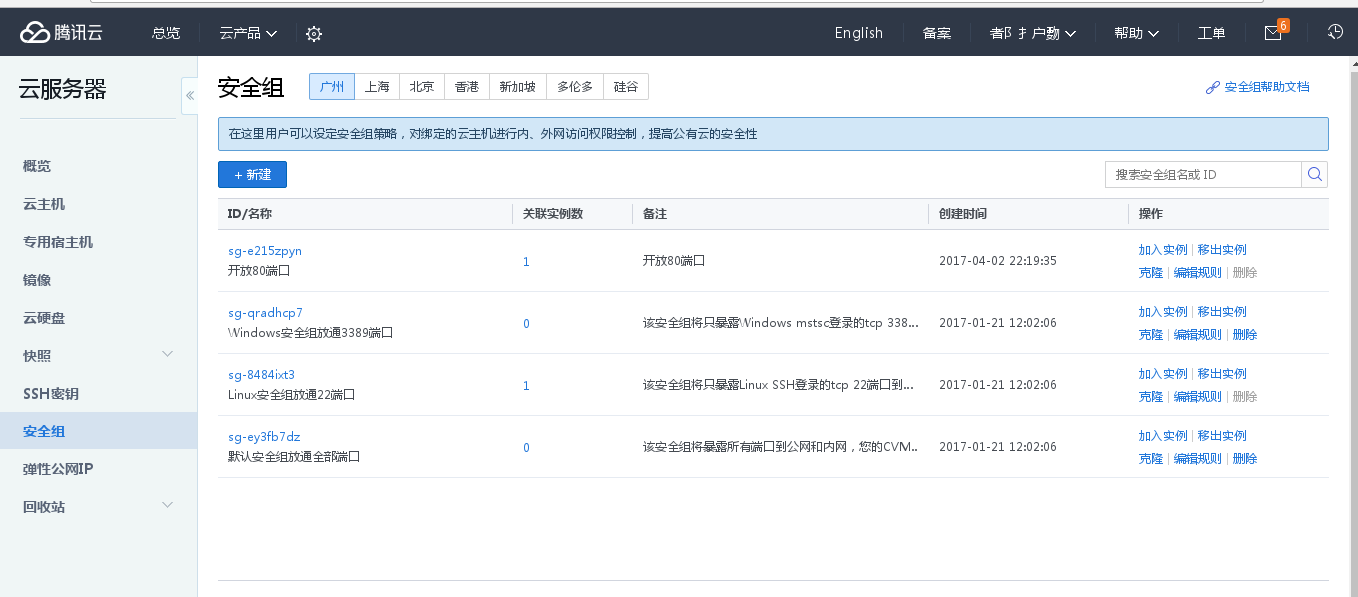 腾讯云 总览 云产品 English 备案 帮助 工单 6
云服务器
«
概览
云主机
专用宿主机
镜像
云硬盘
快照
SSH密钥
安全组
弹性公网IP
回收站
安全组 广州 上海 北京 香港 新加坡 多伦多 硅谷 安全组帮助文档
在这里用户可以设定安全组策略，对绑定的云主机进行内、外网访问权限控制，提高公有云的安全性
+ 新建 搜索安全组名或 ID
ID/名称 关联实例数 备注 创建时间 操作
sg-e215zpyn 加入实例 | 移出实例
开放80端口 1 开放80端口 2017-04-02 22:19:35 克隆 | 编辑规则 | 删除
sg-qradhcp7 加入实例 | 移出实例
Windows安全组放通3389端口 0 该安全组将只暴露Windows mstsc登录的tcp 338... 2017-01-21 12:02:06 克隆 | 编辑规则 | 删除
sg-8484ixt3 加入实例 | 移出实例
Linux安全组放通22端口 1 该安全组将只暴露Linux SSH登录的tcp 22端口到... 2017-01-21 12:02:06 克隆 | 编辑规则 | 删除
sg-ey3fb7dz 加入实例 | 移出实例
默认安全组放通全部端口 0 该安全组将暴露所有端口到公网和内网，您的CVM... 2017-01-21 12:02:06 克隆 | 编辑规则 | 删除